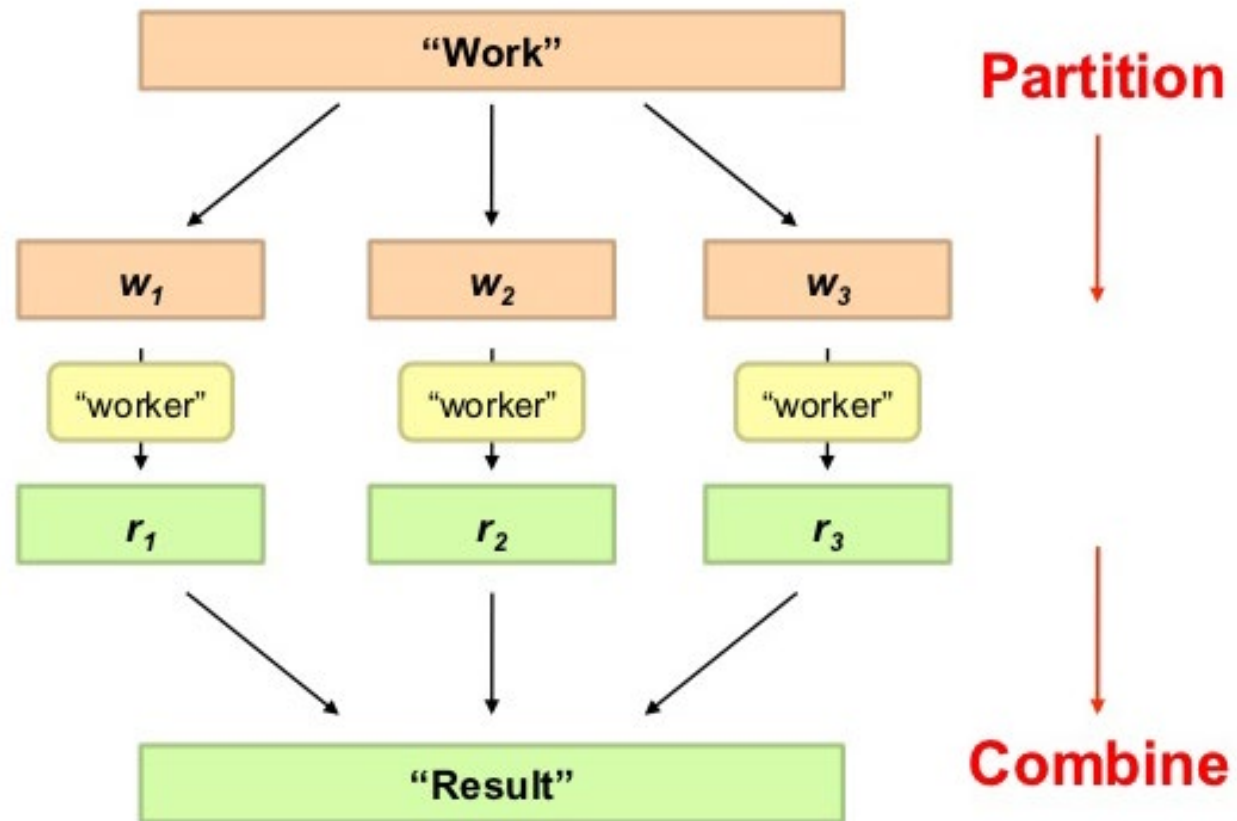 “Work”
Partition
w₁
w₂
w₃
“worker”
“worker”
“worker”
r₁
r₂
r₃
“Result”
Combine